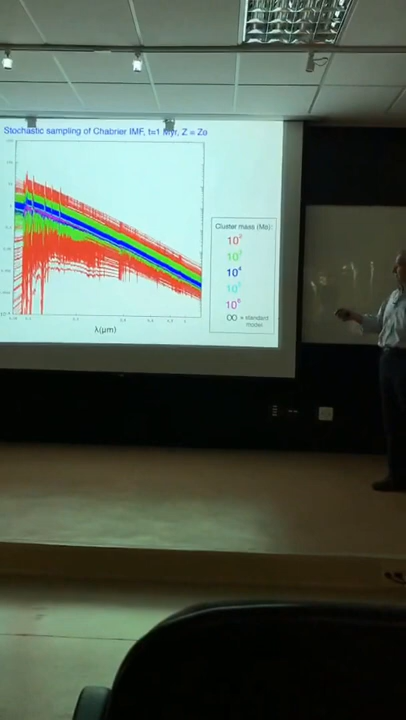 Stochastic sampling of Chabrier IMF, t=1 Myr, Z = Z⊙
Cluster mass (M⊙):
10²
10³
10⁴
10⁵
10⁶
∞ = standard
model
λ(μm)